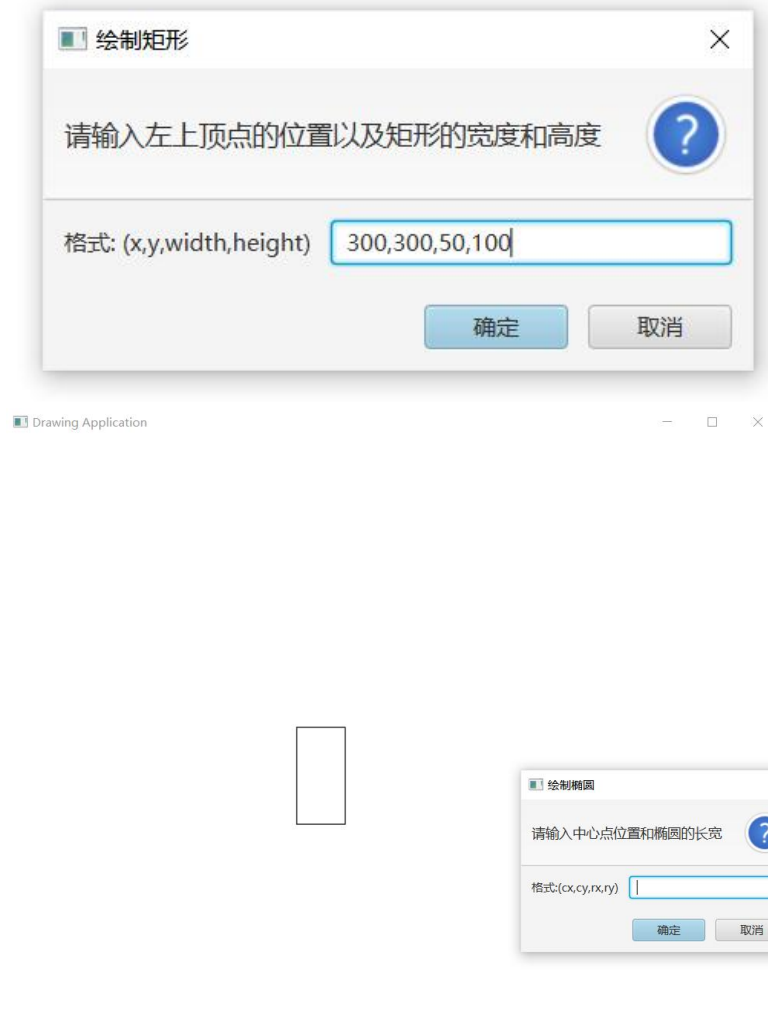 绘制矩形
请输入左上顶点的位置以及矩形的宽度和高度
?
格式: (x,y,width,height) 300,300,50,100
确定 取消
Drawing Application
绘制椭圆
请输入中心点位置和椭圆的长宽
?
格式:(cx,cy,rx,ry)
确定 取消